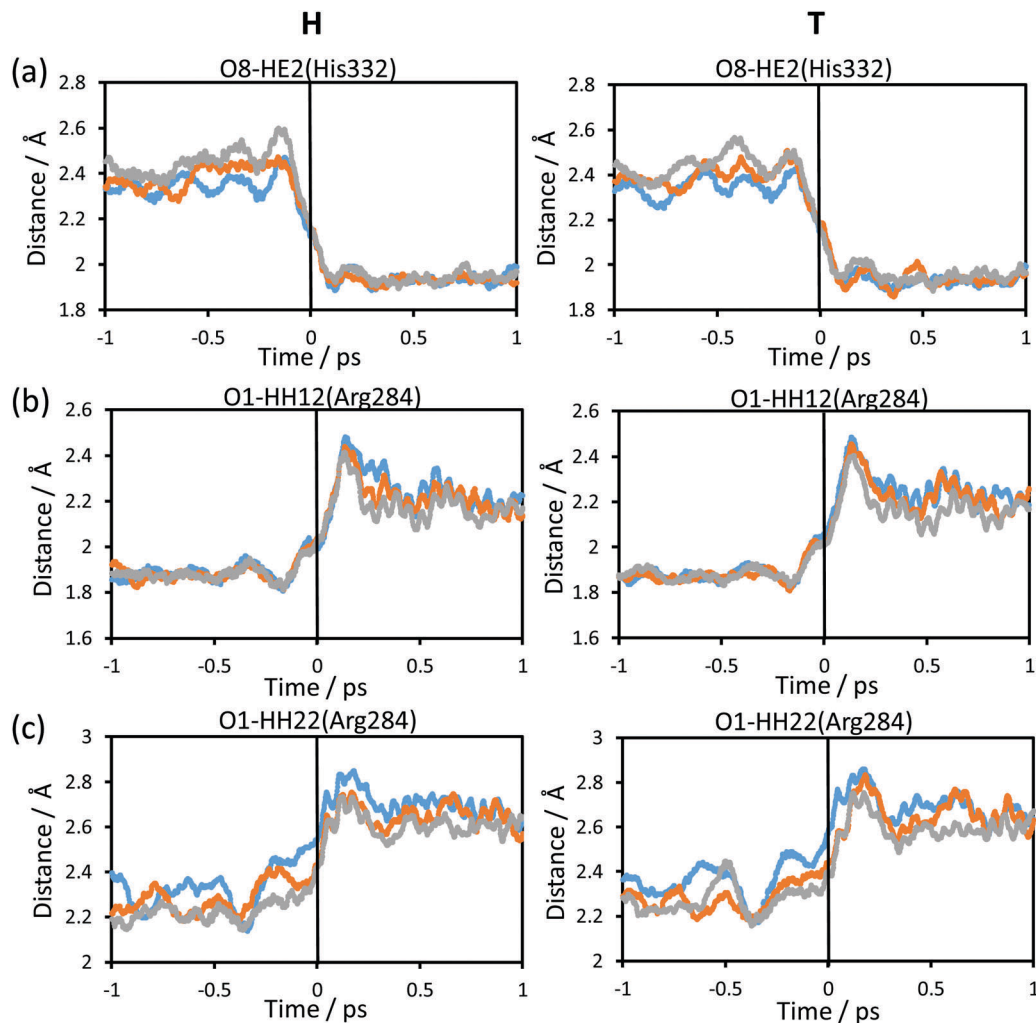 H T
(a)
O8-HE2(His332) O8-HE2(His332)
2.8 2.8
2.6 2.6
2.4 2.4
2.2 2.2
2 2
1.8 1.8
Distance / Å Distance / Å
-1 -0.5 0 0.5 1 -1 -0.5 0 0.5 1
Time / ps Time / ps
(b)
O1-HH12(Arg284) O1-HH12(Arg284)
2.6 2.6
2.4 2.4
2.2 2.2
2 2
1.8 1.8
1.6 1.6
Distance / Å Distance / Å
-1 -0.5 0 0.5 1 -1 -0.5 0 0.5 1
Time / ps Time / ps
(c)
O1-HH22(Arg284) O1-HH22(Arg284)
3 3
2.8 2.8
2.6 2.6
2.4 2.4
2.2 2.2
2 2
Distance / Å Distance / Å
-1 -0.5 0 0.5 1 -1 -0.5 0 0.5 1
Time / ps Time / ps